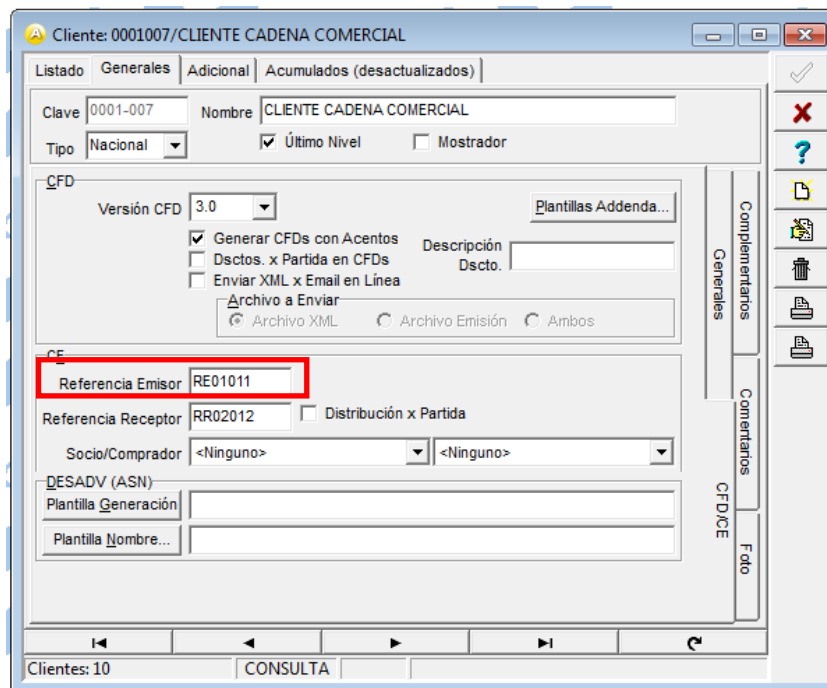 Cliente: 0001007/CLIENTE CADENA COMERCIAL
Listado Generales Adicional Acumulados (desactualizados)
Clave 0001-007 Nombre CLIENTE CADENA COMERCIAL
Tipo Nacional Último Nivel Mostrador
CFD
Versión CFD 3.0 Plantillas Addenda...
Generar CFDs con Acentos
Dsctos. x Partida en CFDs
Descripción
Dscto.
Enviar XML x Email en Línea
Archivo a Enviar
Archivo XML Archivo Emisión Ambos
CE
Referencia Emisor RE01011
Referencia Receptor RR02012 Distribución x Partida
Socio/Comprador <Ninguno> <Ninguno>
DESADV (ASN)
Plantilla Generación
Plantilla Nombre...
Generales
CFD/CE
Complementarios
Comentarios
Foto
Clientes: 10 CONSULTA